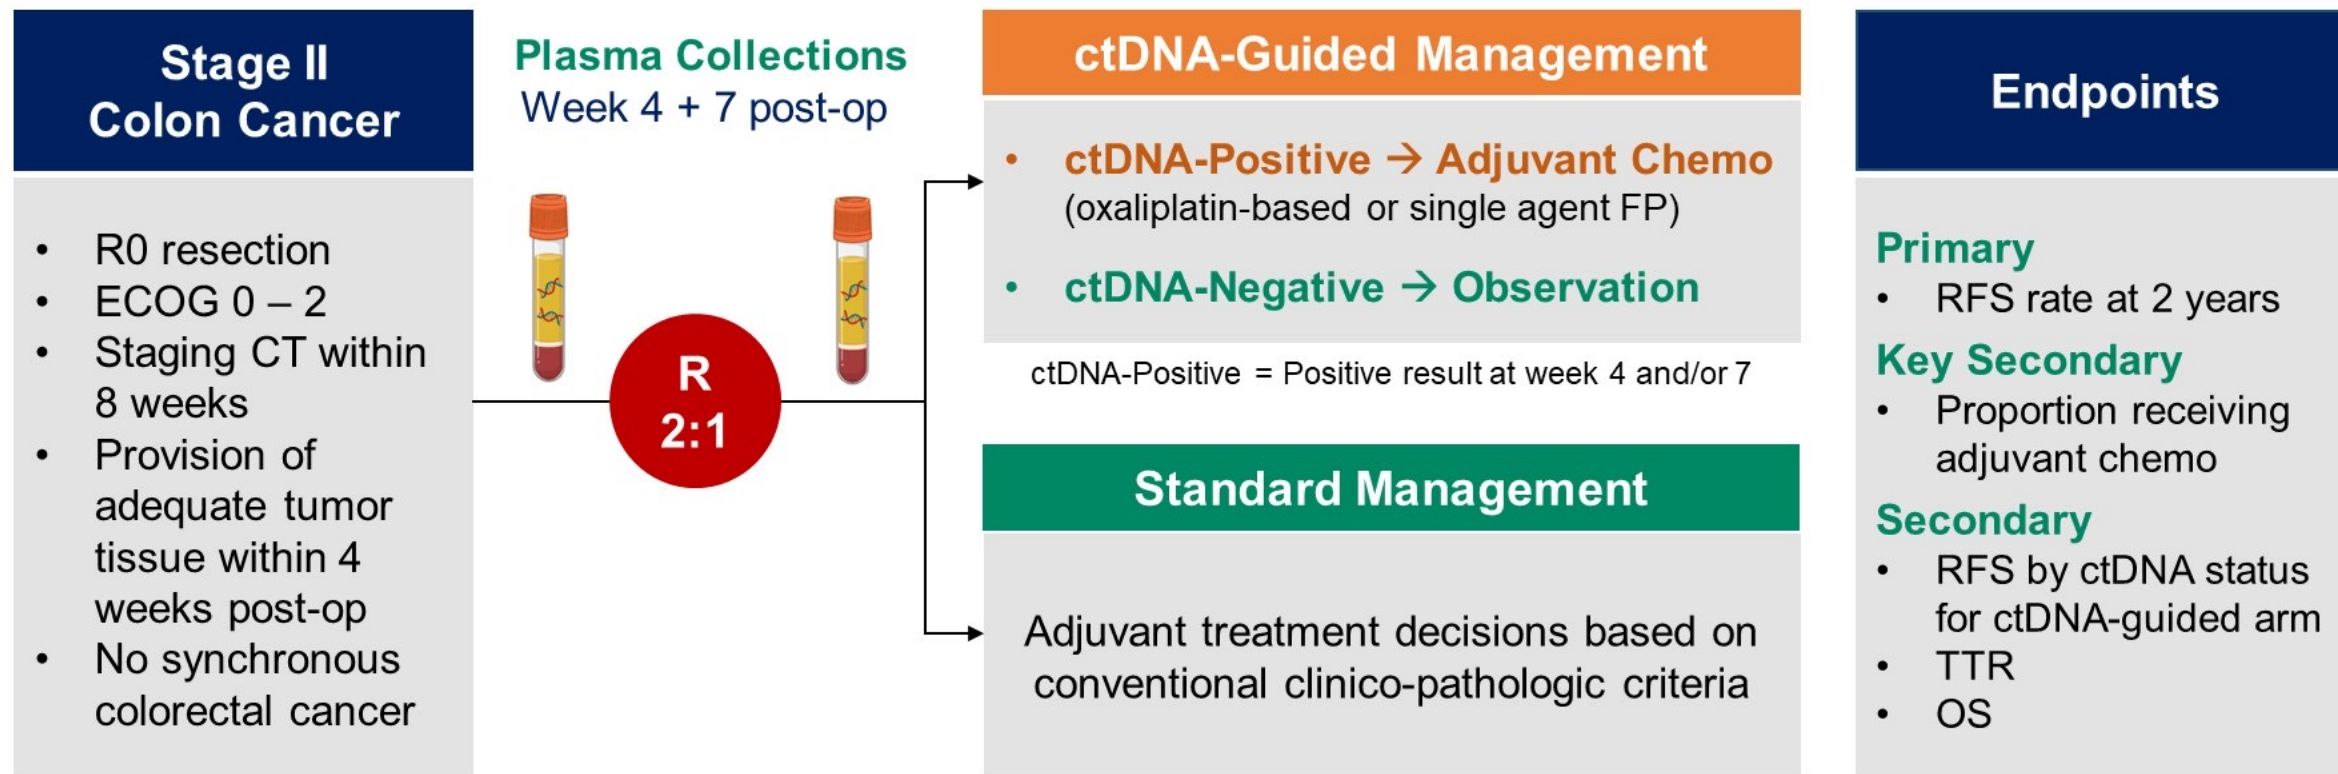 Stage II
Colon Cancer
• R0 resection
• ECOG 0 – 2
• Staging CT within
8 weeks
• Provision of
adequate tumor
tissue within 4
weeks post-op
• No synchronous
colorectal cancer
Plasma Collections
Week 4 + 7 post-op
R
2:1
ctDNA-Guided Management
• ctDNA-Positive → Adjuvant Chemo
(oxaliplatin-based or single agent FP)
• ctDNA-Negative → Observation
ctDNA-Positive = Positive result at week 4 and/or 7
Standard Management
Adjuvant treatment decisions based on
conventional clinico-pathologic criteria
Endpoints
Primary
• RFS rate at 2 years
Key Secondary
• Proportion receiving
adjuvant chemo
Secondary
• RFS by ctDNA status
for ctDNA-guided arm
• TTR
• OS